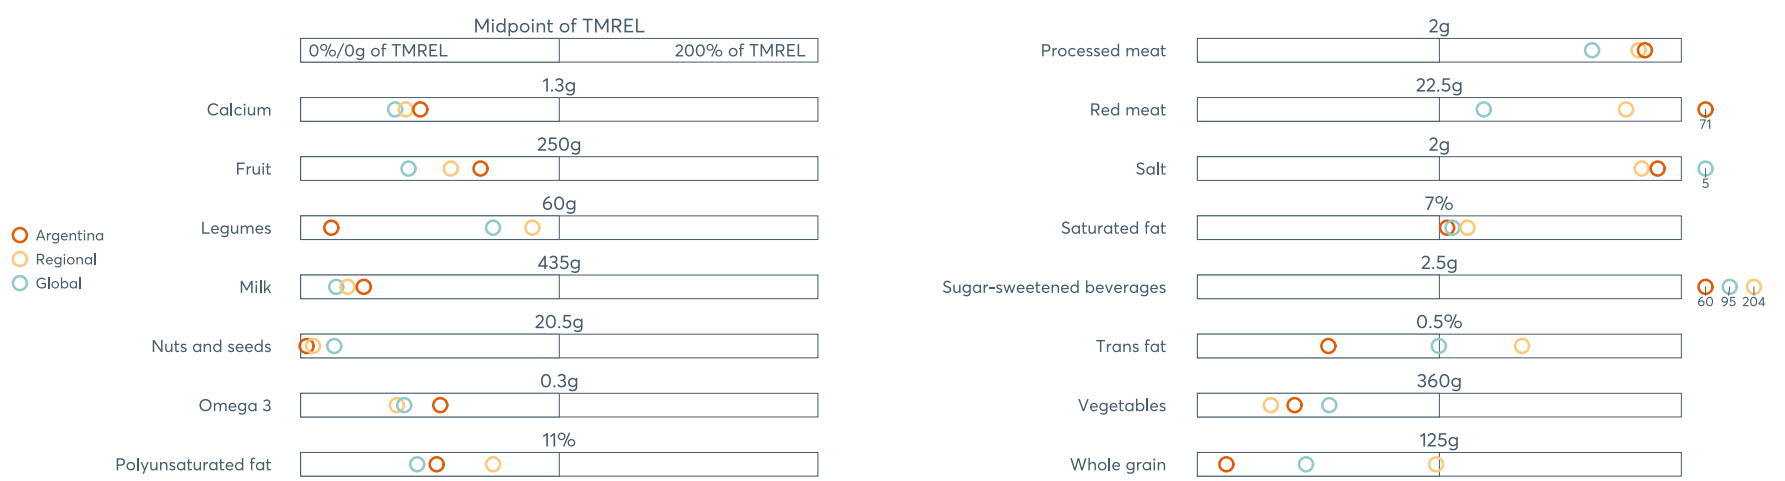 Midpoint of TMREL
0%/0g of TMREL
200% of TMREL
1.3g
Calcium
250g
Fruit
60g
Legumes
435g
Milk
20.5g
Nuts and seeds
0.3g
Omega 3
11%
Polyunsaturated fat
Argentina
Regional
Global
2g
Processed meat
22.5g
Red meat
71
2g
Salt
5
7%
Saturated fat
2.5g
Sugar-sweetened beverages
60 95 204
0.5%
Trans fat
360g
Vegetables
125g
Whole grain